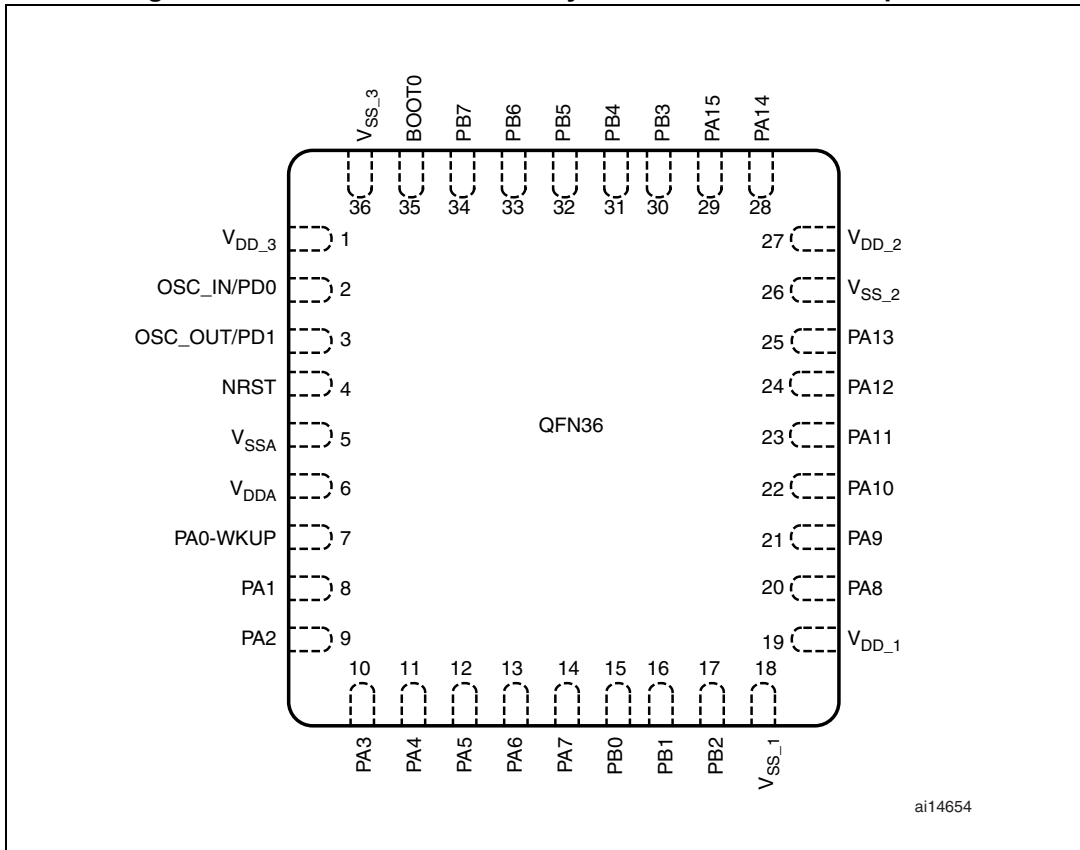 VSS_3
BOOT0
PB7
PB6
PB5
PB4
PB3
PA15
PA14
36
35
34
33
32
31
30
29
28
VDD_3
1
27
VDD_2
OSC_IN/PD0
2
26
VSS_2
OSC_OUT/PD1
3
25
PA13
NRST
4
24
PA12
VSSA
5
QFN36
23
PA11
VDDA
6
22
PA10
PA0-WKUP
7
21
PA9
PA1
8
20
PA8
PA2
9
19
VDD_1
10
11
12
13
14
15
16
17
18
PA3
PA4
PA5
PA6
PA7
PB0
PB1
PB2
VSS_1
ai14654